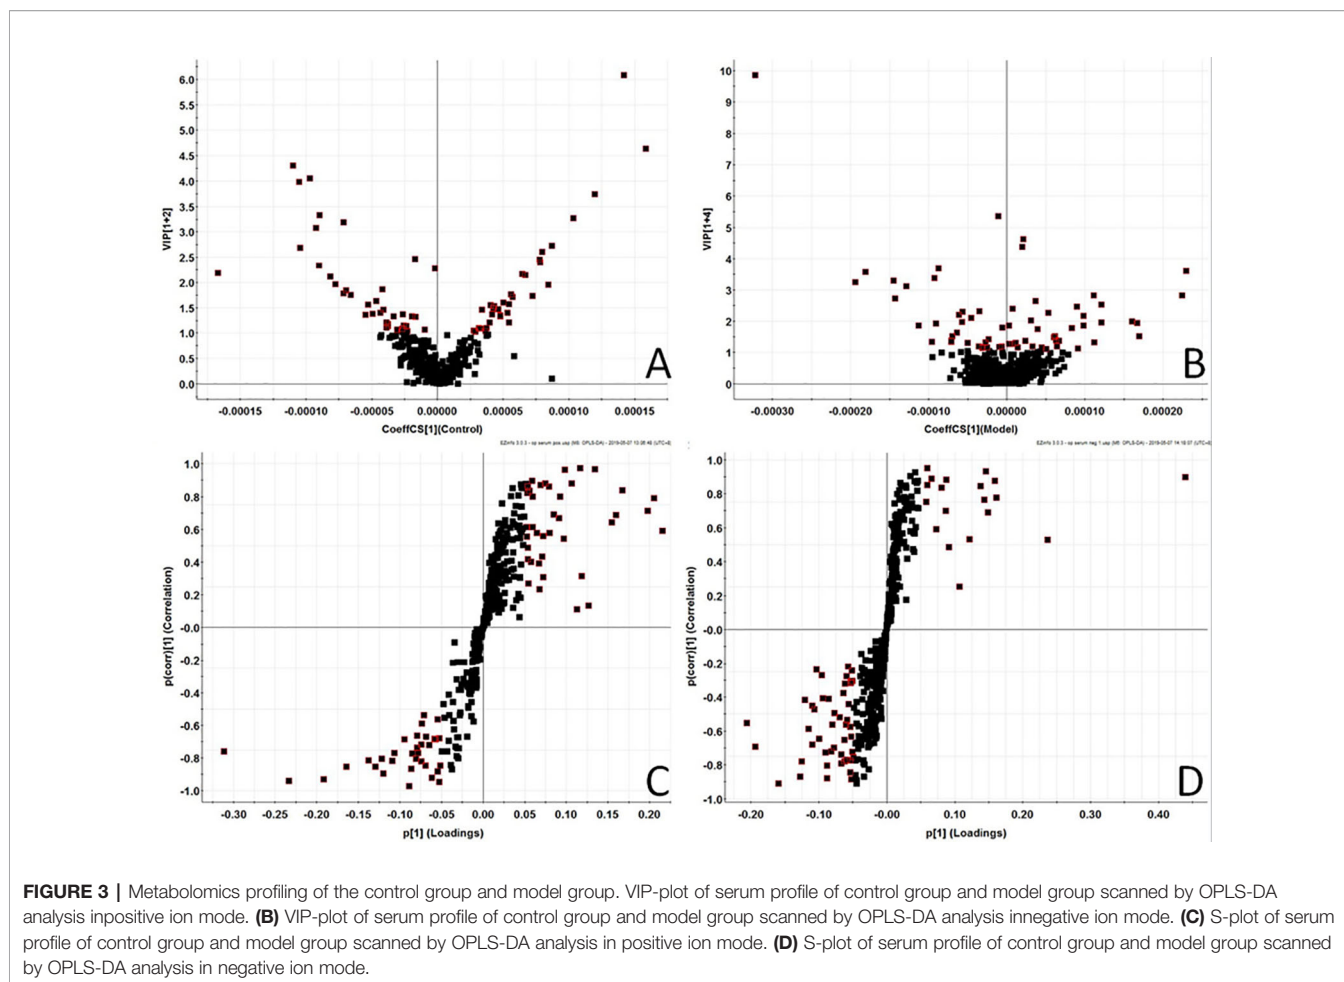 6.0
5.5
5.0
4.5
4.0
3.5
3.0
2.5
2.0
1.5
1.0
0.5
0.0
VIP[1+2]
-0.00015 -0.00010 -0.00005 0.00000 0.00005 0.00010 0.00015
CoeffCS[1](Control)
A
10
9
8
7
6
5
4
3
2
1
0
VIP[1+4]
-0.00030 -0.00020 -0.00010 0.00000 0.00010 0.00020
CoeffCS[1](Model)
B
1.0
0.8
0.6
0.4
0.2
-0.0
-0.2
-0.4
-0.6
-0.8
-1.0
p(corr)[1] (Correlation)
-0.30 -0.25 -0.20 -0.15 -0.10 -0.05 0.00 0.05 0.10 0.15 0.20
p[1] (Loadings)
C
1.0
0.8
0.6
0.4
0.2
-0.0
-0.2
-0.4
-0.6
-0.8
-1.0
p(corr)[1] (Correlation)
-0.20 -0.10 -0.00 0.10 0.20 0.30 0.40
p[1] (Loadings)
D
FIGURE 3 | Metabolomics profiling of the control group and model group. VIP-plot of serum profile of control group and model group scanned by OPLS-DA
analysis inpositive ion mode. (B) VIP-plot of serum profile of control group and model group scanned by OPLS-DA analysis innegative ion mode. (C) S-plot of serum
profile of control group and model group scanned by OPLS-DA analysis in positive ion mode. (D) S-plot of serum profile of control group and model group scanned
by OPLS-DA analysis in negative ion mode.